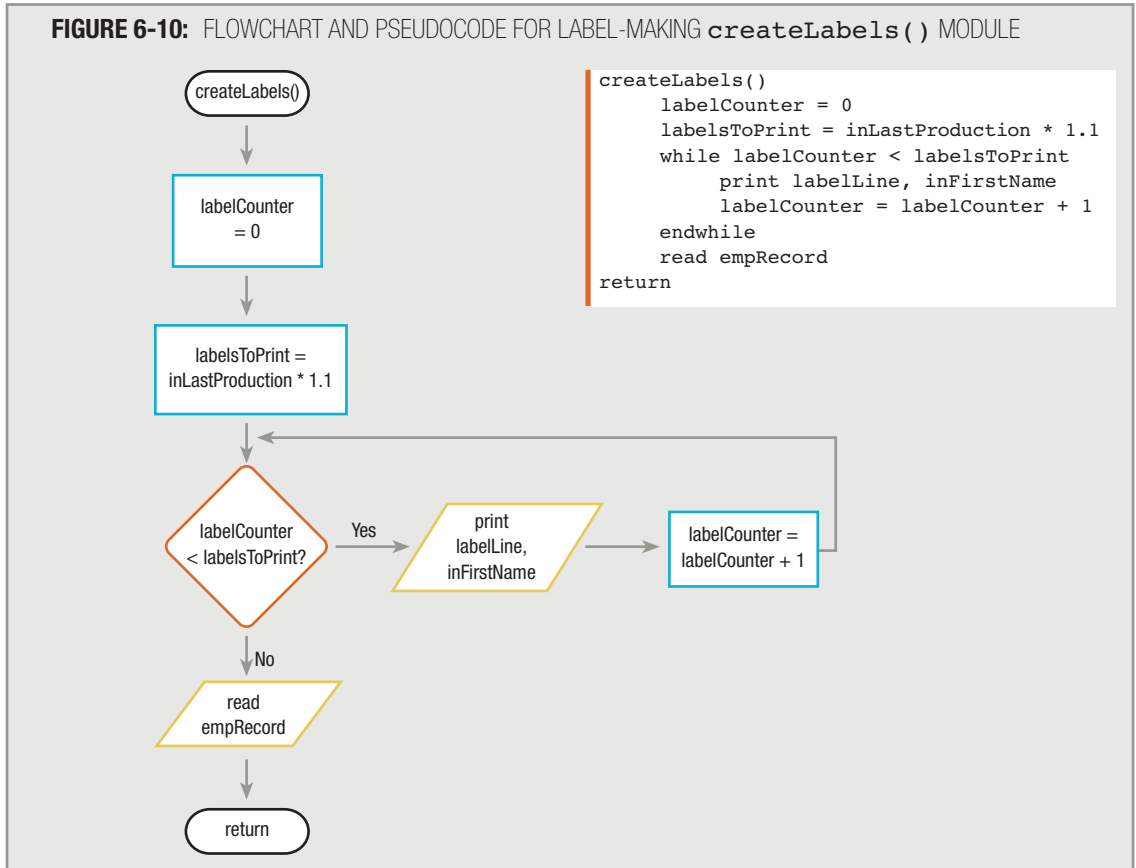 FIGURE 6-10: FLOWCHART AND PSEUDOCODE FOR LABEL-MAKING createLabels() MODULE
createLabels()
labelCounter
= 0
labelsToPrint =
inLastProduction * 1.1
labelCounter
< labelsToPrint?
Yes
print
labelLine,
inFirstName
labelCounter =
labelCounter + 1
No
read
empRecord
return
createLabels()
labelCounter = 0
labelsToPrint = inLastProduction * 1.1
while labelCounter < labelsToPrint
print labelLine, inFirstName
labelCounter = labelCounter + 1
endwhile
read empRecord
return